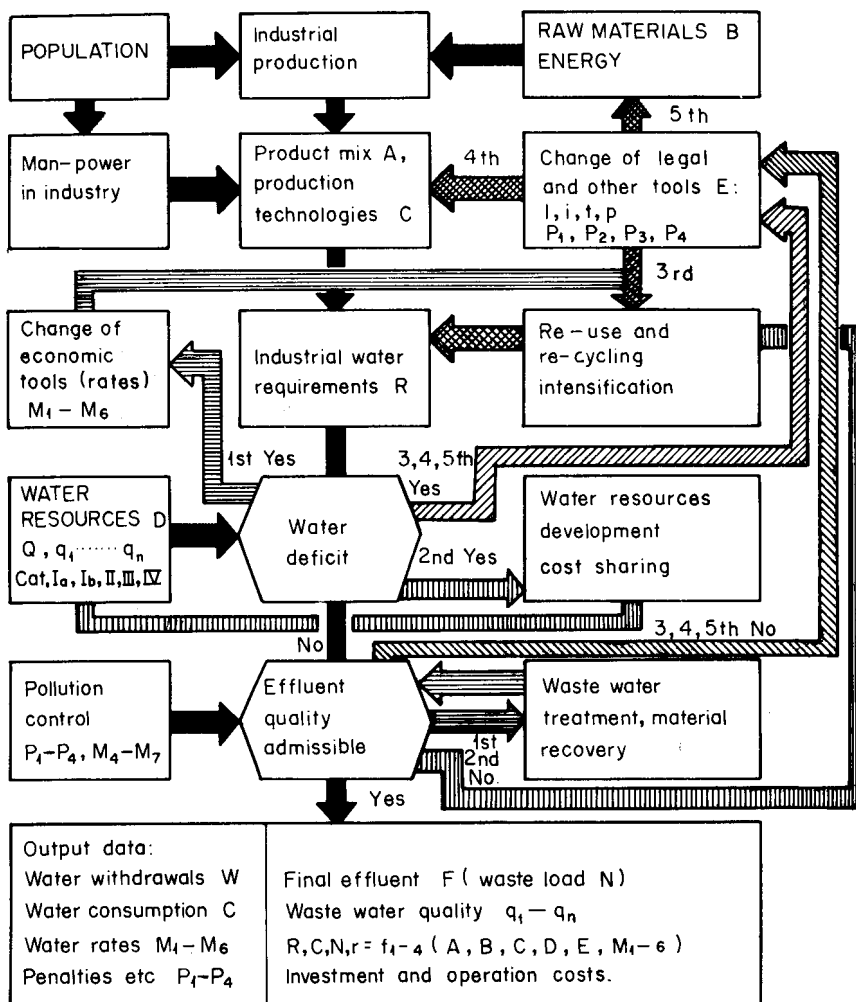 POPULATION
Industrial
production
RAW MATERIALS B
ENERGY
5th
Man-power
in industry
Product mix A,
production
technologies C
4th
Change of legal
and other tools E:
l, i, t, p
P₁, P₂, P₃, P₄
3rd
Change of
economic
tools (rates)
M₁ – M₆
Industrial water
requirements R
Re-use and
re-cycling
intensification
1st Yes
3,4,5th
Yes
WATER
RESOURCES D
Q, q₁ ...... qₙ
Cat, Iₐ, I_b, II, III, IV
Water
deficit
2nd Yes
Water resources
development
cost sharing
No
3,4,5th No
Pollution
control
P₁–P₄, M₄–M₇
Effluent
quality
admissible
1st
2nd
No.
Waste water
treatment, material
recovery
Yes
Output data:
Water withdrawals W
Water consumption C
Water rates M₁–M₆
Penalties etc P₁–P₄
Final effluent F ( waste load N)
Waste water quality q₁ — qₙ
R,C,N,r = f₁₋₄ ( A, B, C, D, E, M₁₋₆ )
Investment and operation costs.